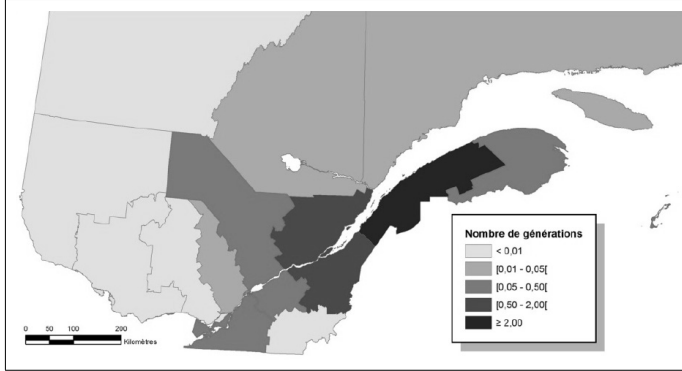 Nombre de générations
< 0,01
[0,01 - 0,05[
[0,05 - 0,50[
[0,50 - 2,00[
≥ 2,00
0 50 100 200
Kilomètres